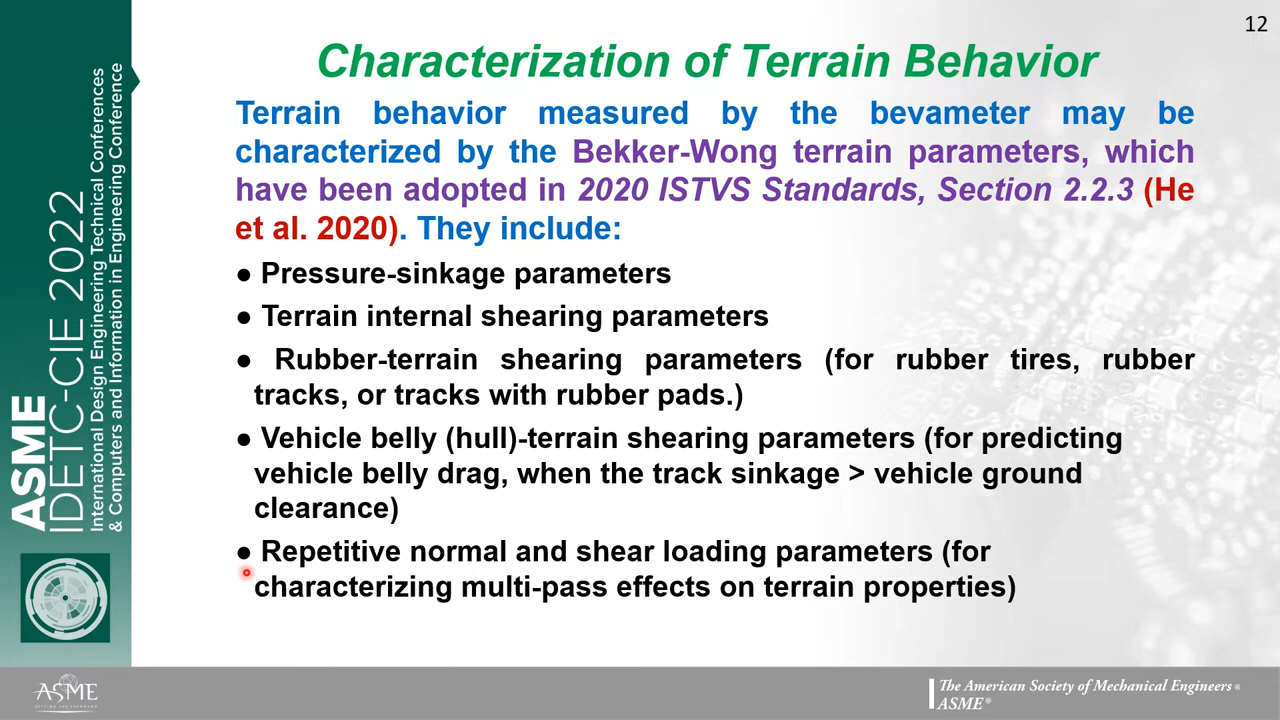 12
Characterization of Terrain Behavior
Terrain behavior measured by the bevameter may be
characterized by the Bekker-Wong terrain parameters, which
have been adopted in 2020 ISTVS Standards, Section 2.2.3 (He
et al. 2020). They include:
● Pressure-sinkage parameters
● Terrain internal shearing parameters
● Rubber-terrain shearing parameters (for rubber tires, rubber
tracks, or tracks with rubber pads.)
● Vehicle belly (hull)-terrain shearing parameters (for predicting
vehicle belly drag, when the track sinkage > vehicle ground
clearance)
● Repetitive normal and shear loading parameters (for
characterizing multi-pass effects on terrain properties)
ASME
IDETC-CIE 2022
International Design Engineering Technical Conferences
& Computers and Information in Engineering Conference
ASME
SETTING THE STANDARD
The American Society of Mechanical Engineers ®
ASME ®